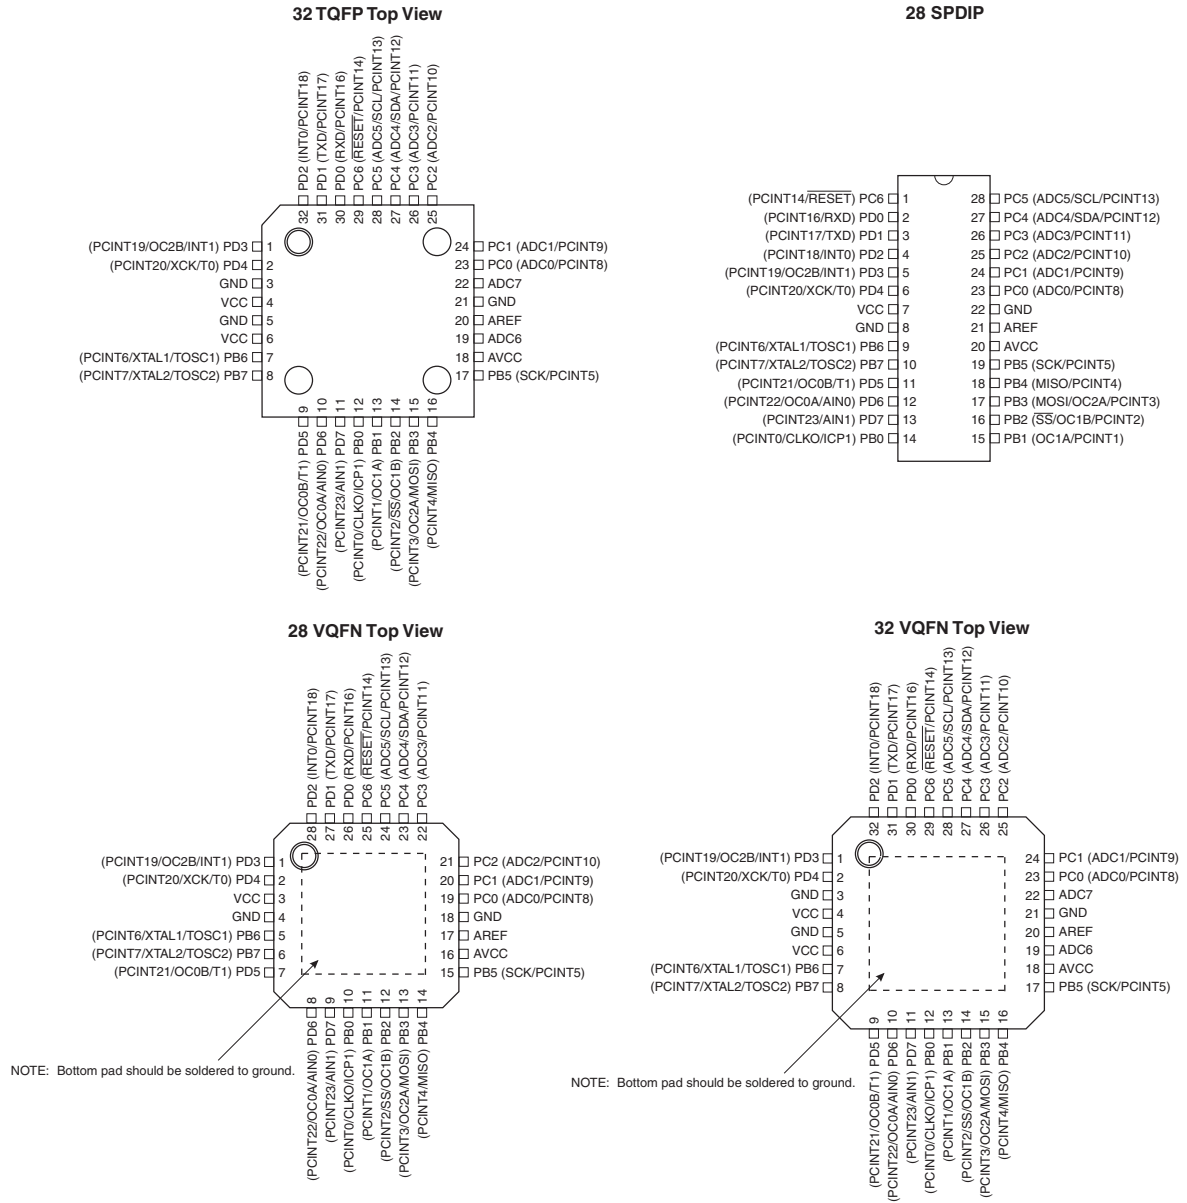 32 TQFP Top View
PD2 (INT0/PCINT18)
PD1 (TXD/PCINT17)
PD0 (RXD/PCINT16)
PC6 (RESET/PCINT14)
PC5 (ADC5/SCL/PCINT13)
PC4 (ADC4/SDA/PCINT12)
PC3 (ADC3/PCINT11)
PC2 (ADC2/PCINT10)
32 31 30 29 28 27 26 25
(PCINT19/OC2B/INT1) PD3 1
(PCINT20/XCK/T0) PD4 2
GND 3
VCC 4
GND 5
VCC 6
(PCINT6/XTAL1/TOSC1) PB6 7
(PCINT7/XTAL2/TOSC2) PB7 8
24 PC1 (ADC1/PCINT9)
23 PC0 (ADC0/PCINT8)
22 ADC7
21 GND
20 AREF
19 ADC6
18 AVCC
17 PB5 (SCK/PCINT5)
9 10 11 12 13 14 15 16
(PCINT21/OC0B/T1) PD5
(PCINT22/OC0A/AIN0) PD6
(PCINT23/AIN1) PD7
(PCINT0/CLKO/ICP1) PB0
(PCINT1/OC1A) PB1
(PCINT2/SS/OC1B) PB2
(PCINT3/OC2A/MOSI) PB3
(PCINT4/MISO) PB4
28 SPDIP
(PCINT14/RESET) PC6 1
(PCINT16/RXD) PD0 2
(PCINT17/TXD) PD1 3
(PCINT18/INT0) PD2 4
(PCINT19/OC2B/INT1) PD3 5
(PCINT20/XCK/T0) PD4 6
VCC 7
GND 8
(PCINT6/XTAL1/TOSC1) PB6 9
(PCINT7/XTAL2/TOSC2) PB7 10
(PCINT21/OC0B/T1) PD5 11
(PCINT22/OC0A/AIN0) PD6 12
(PCINT23/AIN1) PD7 13
(PCINT0/CLKO/ICP1) PB0 14
28 PC5 (ADC5/SCL/PCINT13)
27 PC4 (ADC4/SDA/PCINT12)
26 PC3 (ADC3/PCINT11)
25 PC2 (ADC2/PCINT10)
24 PC1 (ADC1/PCINT9)
23 PC0 (ADC0/PCINT8)
22 GND
21 AREF
20 AVCC
19 PB5 (SCK/PCINT5)
18 PB4 (MISO/PCINT4)
17 PB3 (MOSI/OC2A/PCINT3)
16 PB2 (SS/OC1B/PCINT2)
15 PB1 (OC1A/PCINT1)
28 VQFN Top View
PD2 (INT0/PCINT18)
PD1 (TXD/PCINT17)
PD0 (RXD/PCINT16)
PC6 (RESET/PCINT14)
PC5 (ADC5/SCL/PCINT13)
PC4 (ADC4/SDA/PCINT12)
PC3 (ADC3/PCINT11)
28 27 26 25 24 23 22
(PCINT19/OC2B/INT1) PD3 1
(PCINT20/XCK/T0) PD4 2
VCC 3
GND 4
(PCINT6/XTAL1/TOSC1) PB6 5
(PCINT7/XTAL2/TOSC2) PB7 6
(PCINT21/OC0B/T1) PD5 7
21 PC2 (ADC2/PCINT10)
20 PC1 (ADC1/PCINT9)
19 PC0 (ADC0/PCINT8)
18 GND
17 AREF
16 AVCC
15 PB5 (SCK/PCINT5)
8 9 10 11 12 13 14
(PCINT22/OC0A/AIN0) PD6
(PCINT23/AIN1) PD7
(PCINT0/CLKO/ICP1) PB0
(PCINT1/OC1A) PB1
(PCINT2/SS/OC1B) PB2
(PCINT3/OC2A/MOSI) PB3
(PCINT4/MISO) PB4
NOTE: Bottom pad should be soldered to ground.
32 VQFN Top View
PD2 (INT0/PCINT18)
PD1 (TXD/PCINT17)
PD0 (RXD/PCINT16)
PC6 (RESET/PCINT14)
PC5 (ADC5/SCL/PCINT13)
PC4 (ADC4/SDA/PCINT12)
PC3 (ADC3/PCINT11)
PC2 (ADC2/PCINT10)
32 31 30 29 28 27 26 25
(PCINT19/OC2B/INT1) PD3 1
(PCINT20/XCK/T0) PD4 2
GND 3
VCC 4
GND 5
VCC 6
(PCINT6/XTAL1/TOSC1) PB6 7
(PCINT7/XTAL2/TOSC2) PB7 8
24 PC1 (ADC1/PCINT9)
23 PC0 (ADC0/PCINT8)
22 ADC7
21 GND
20 AREF
19 ADC6
18 AVCC
17 PB5 (SCK/PCINT5)
9 10 11 12 13 14 15 16
(PCINT21/OC0B/T1) PD5
(PCINT22/OC0A/AIN0) PD6
(PCINT23/AIN1) PD7
(PCINT0/CLKO/ICP1) PB0
(PCINT1/OC1A) PB1
(PCINT2/SS/OC1B) PB2
(PCINT3/OC2A/MOSI) PB3
(PCINT4/MISO) PB4
NOTE: Bottom pad should be soldered to ground.